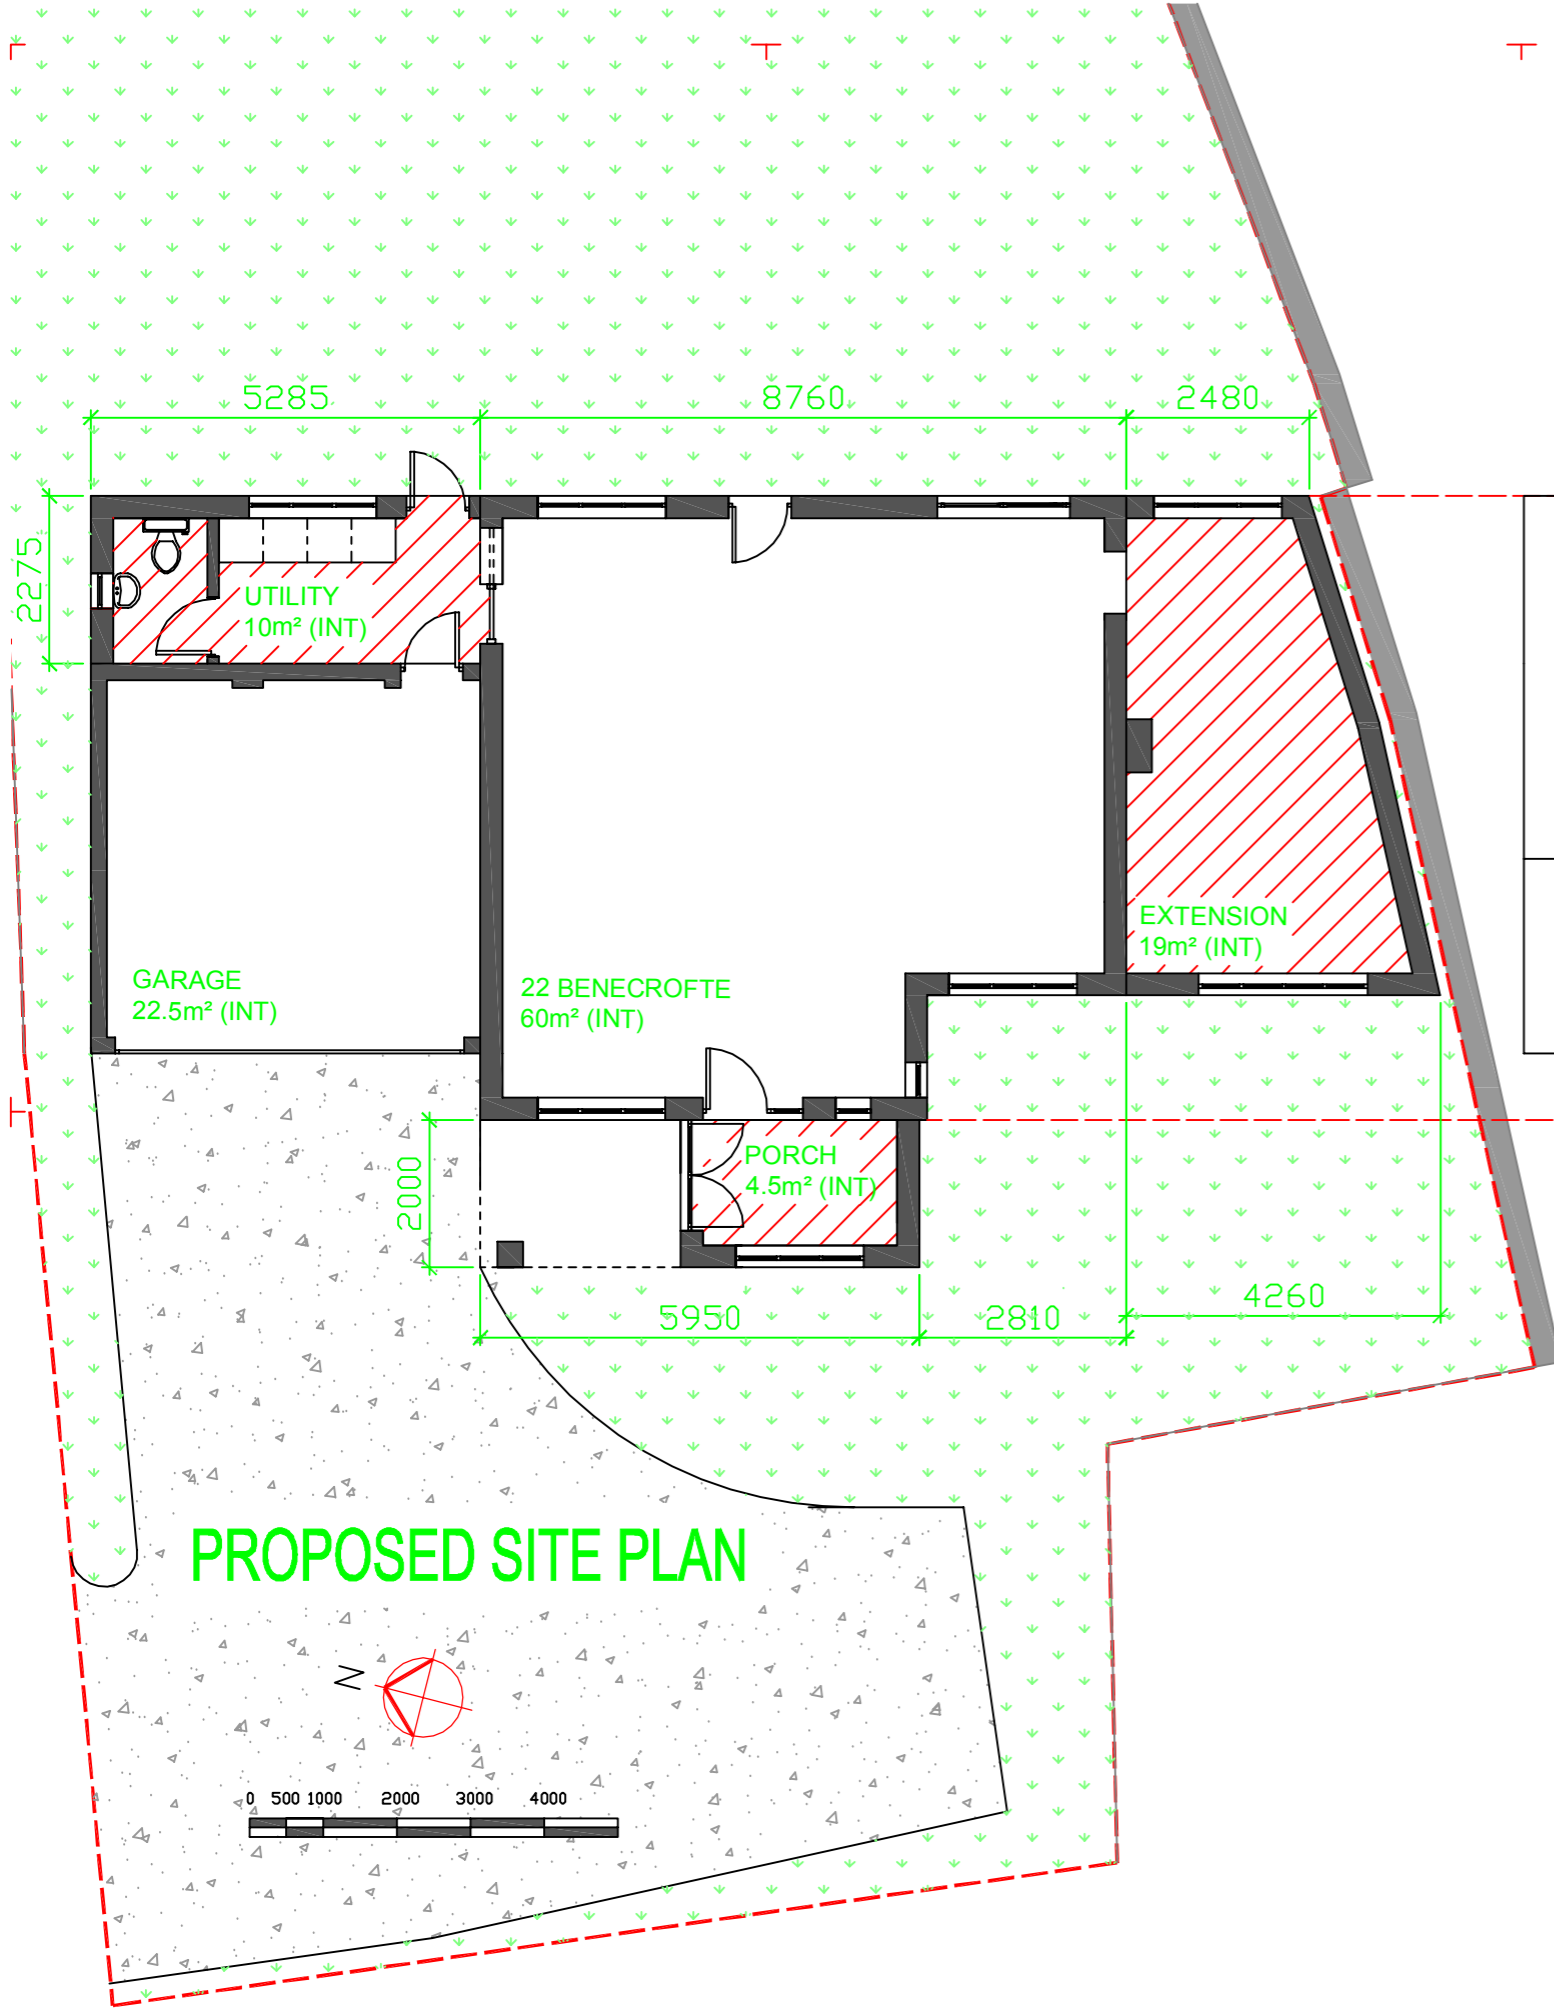 5285
8760
2480
2275
UTILITY
10m² (INT)
EXTENSION
19m² (INT)
GARAGE
22.5m² (INT)
22 BENECROFTE
60m² (INT)
PORCH
4.5m² (INT)
2000
5950
2810
4260
PROPOSED SITE PLAN
N
0 500 1000 2000 3000 4000